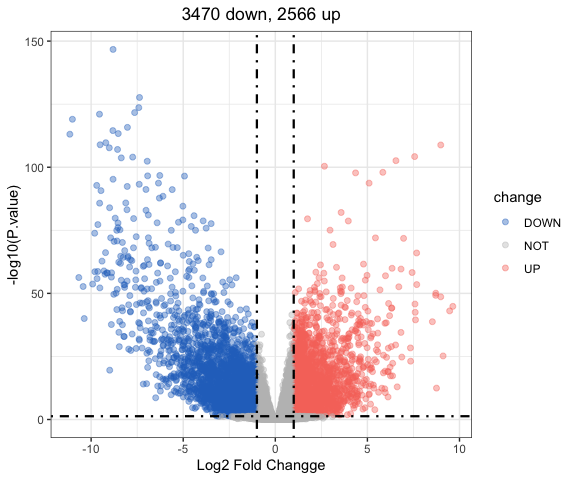 3470 down, 2566 up
150
100
50
0
-log10(P.value)
-10
-5
0
5
10
Log2 Fold Changge
change
DOWN
NOT
UP